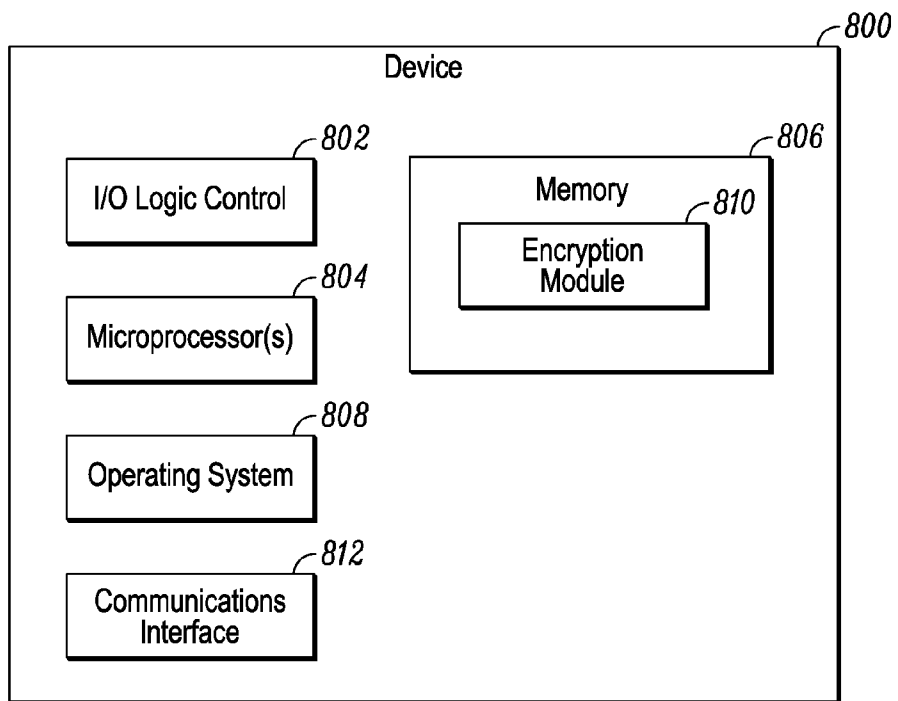 800
Device
802
I/O Logic Control
806
Memory
810
Encryption
Module
804
Microprocessor(s)
808
Operating System
812
Communications
Interface